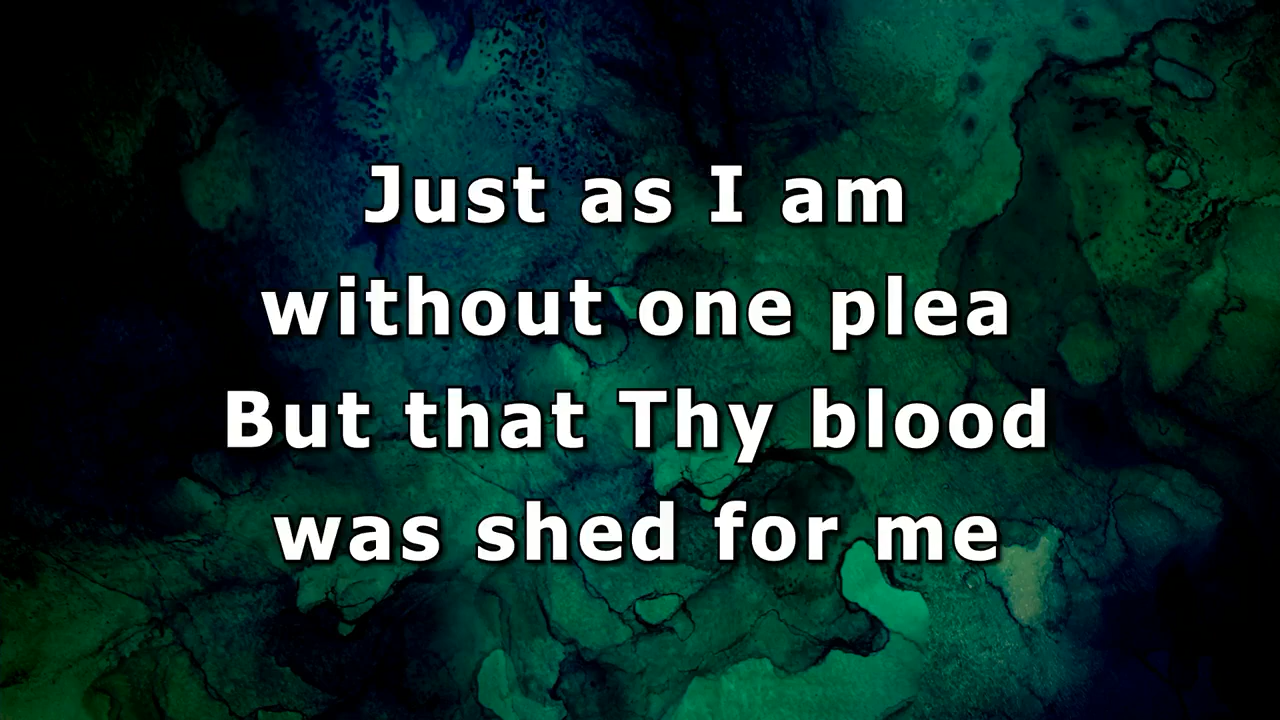 Just as I am
without one plea
But that Thy blood
was shed for me